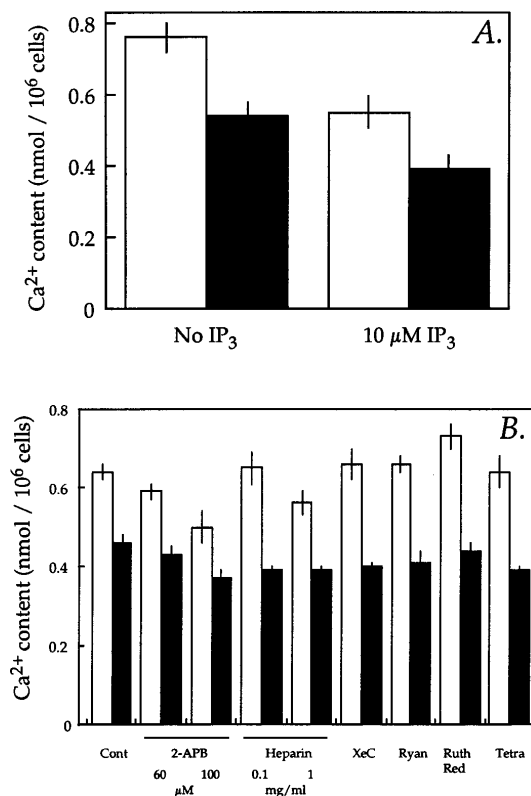 A.
Ca²⁺ content (nmol / 10⁶ cells)
0.8
0.6
0.4
0.2
0
No IP₃ 10 µM IP₃
B.
Ca²⁺ content (nmol / 10⁶ cells)
0.8
0.6
0.4
0.2
0
Cont 2-APB Heparin XeC Ryan Ruth Red Tetra
60 100 0.1 1
µM mg/ml